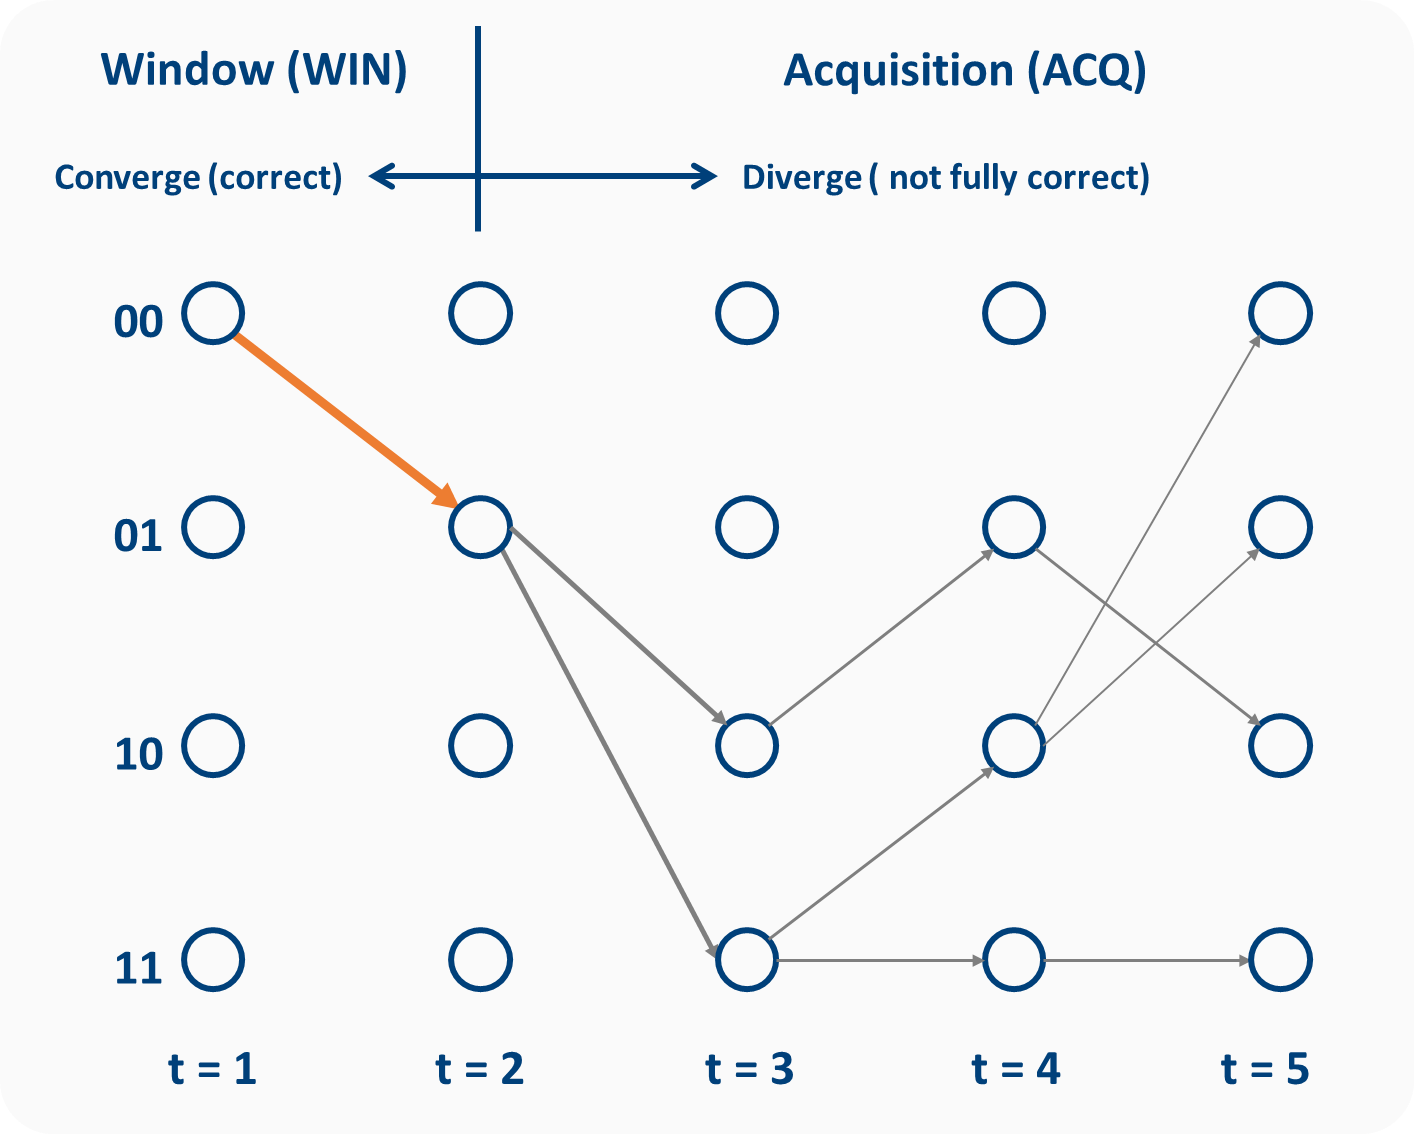 Window (WIN)
Acquisition (ACQ)
Converge (correct)
Diverge ( not fully correct)
00
01
10
11
t = 1
t = 2
t = 3
t = 4
t = 5